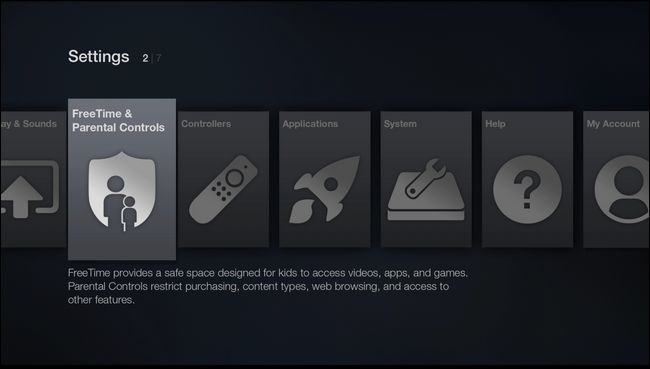 Settings 2 | 7
ay & Sounds
FreeTime &
Parental Controls
Controllers
Applications
System
Help
My Account
FreeTime provides a safe space designed for kids to access videos, apps, and games.
Parental Controls restrict purchasing, content types, web browsing, and access to
other features.